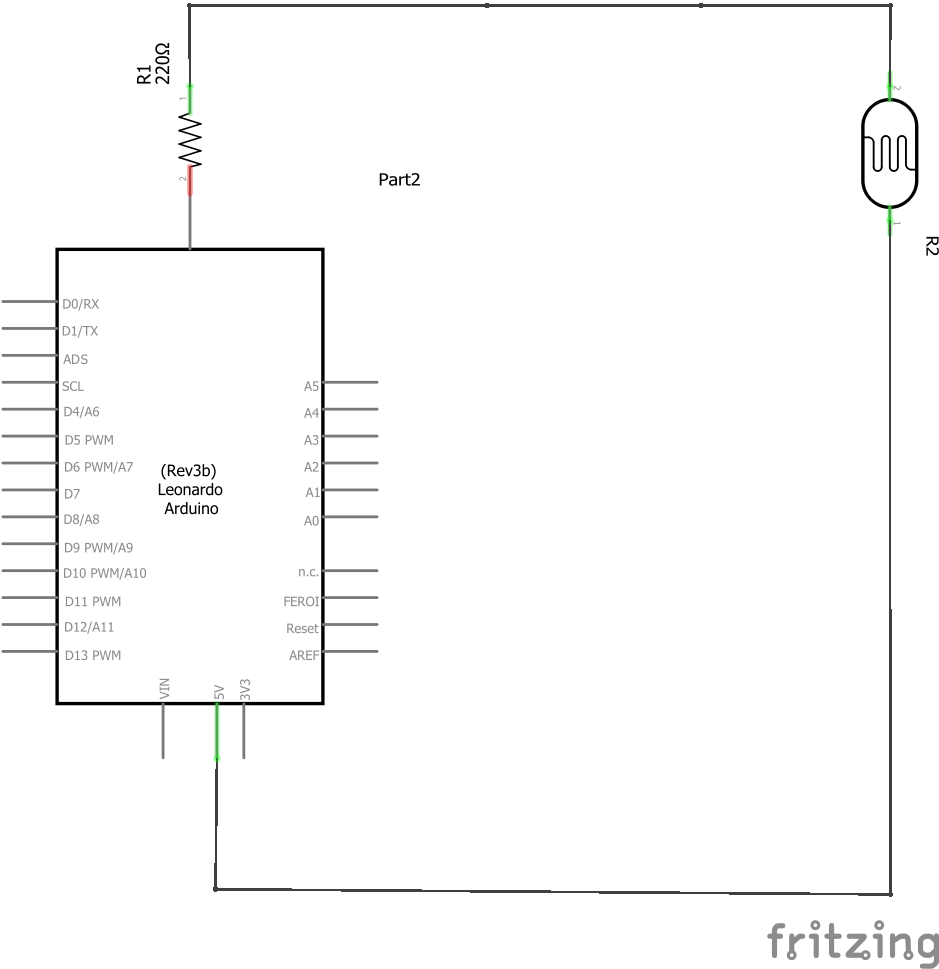 R1
220Ω
1
2
Part2
2
1
R2
D0/RX
D1/TX
ADS
SCL
D4/A6
D5 PWM
D6 PWM/A7
D7
D8/A8
D9 PWM/A9
D10 PWM/A10
D11 PWM
D12/A11
D13 PWM
(Rev3b)
Leonardo
Arduino
A5
A4
A3
A2
A1
A0
n.c.
FEROI
Reset
AREF
VIN
5V
3V3
fritzing